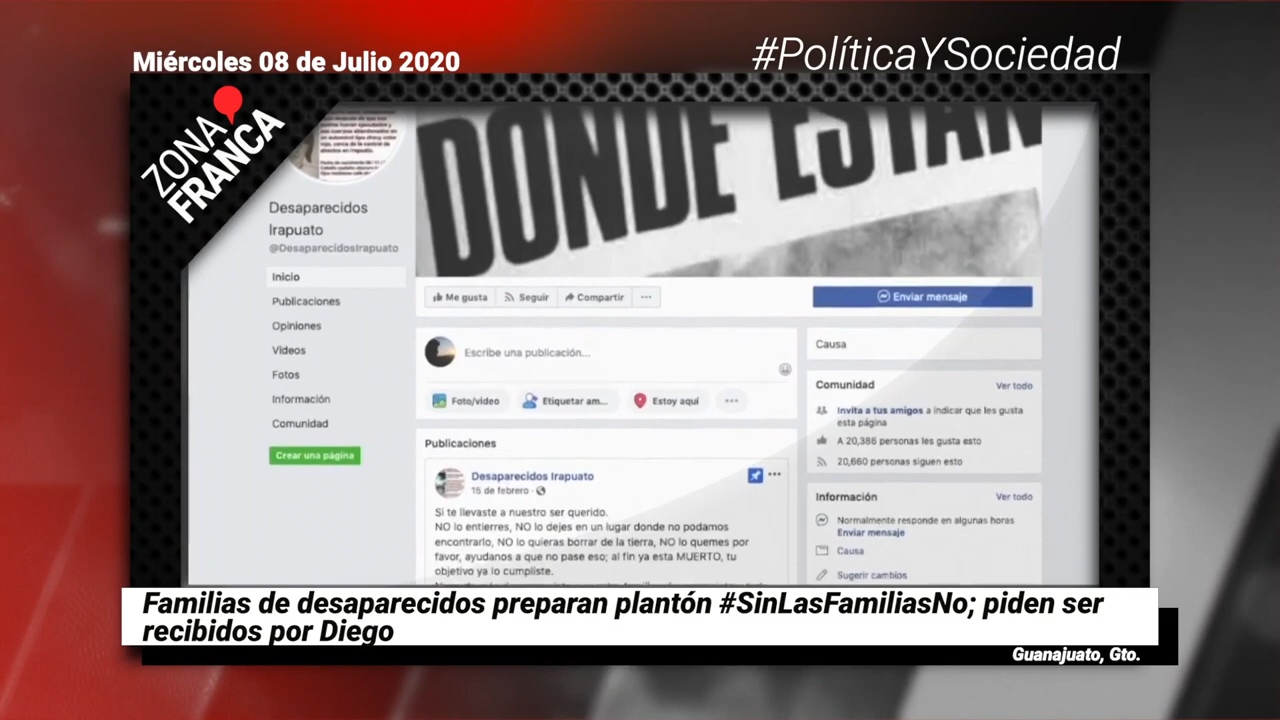 Miércoles 08 de Julio 2020
#PolíticaYSociedad
ZONA
FRANCA
DONDE ESTAN
Desaparecidos
Irapuato
@DesaparecidosIrapuato
Inicio
Publicaciones
Opiniones
Videos
Fotos
Información
Comunidad
Crear una página
Me gusta
Seguir
Compartir
Enviar mensaje
Escribe una publicación...
Foto/video
Etiquetar am...
Estoy aquí
Publicaciones
Desaparecidos Irapuato
15 de febrero
Si te llevaste a nuestro ser querido.
NO lo entierres, NO lo dejes en un lugar donde no podamos
encontrarlo, NO lo quieras borrar de la tierra, NO lo quemes por
favor, ayudanos a que no pase eso; al fin ya esta MUERTO, tu
objetivo ya lo cumpliste.
Causa
Comunidad
Ver todo
Invita a tus amigos a indicar que les gusta
esta página
A 20,386 personas les gusta esto
20,660 personas siguen esto
Información
Ver todo
Normalmente responde en algunas horas
Enviar mensaje
Causa
Sugerir cambios
Familias de desaparecidos preparan plantón #SinLasFamiliasNo; piden ser
recibidos por Diego
Guanajuato, Gto.